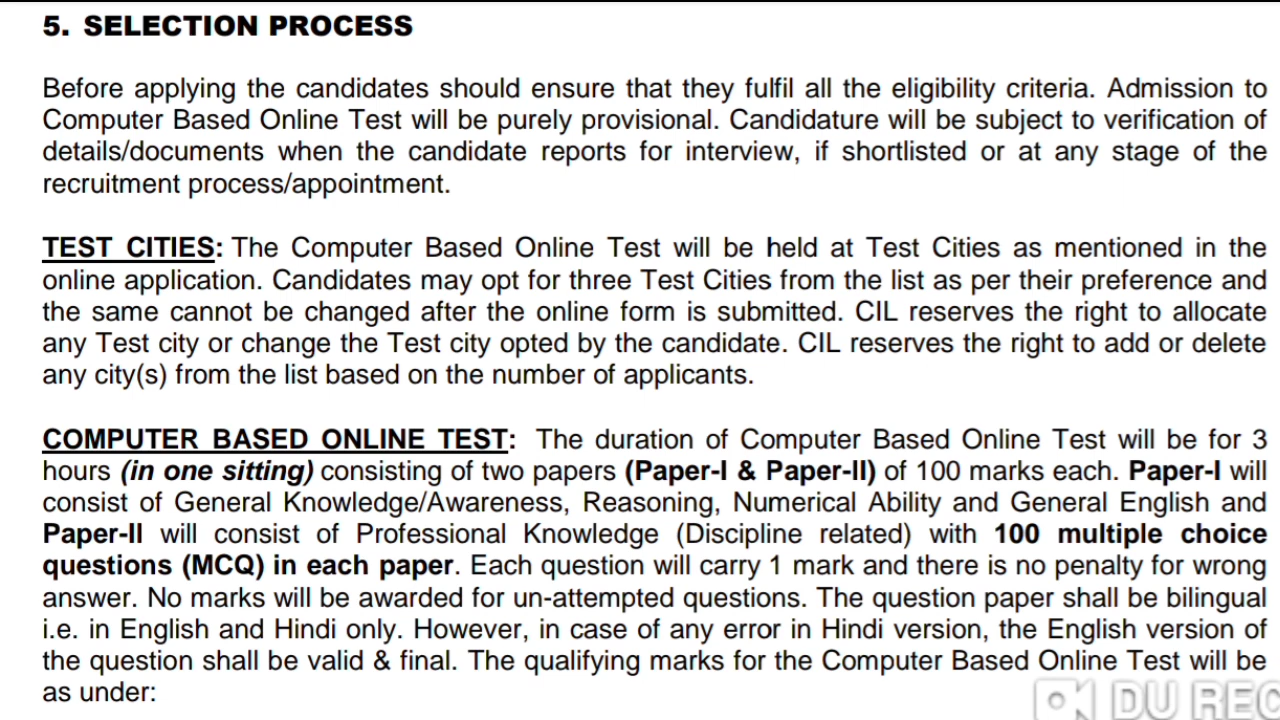 5. SELECTION PROCESS
Before applying the candidates should ensure that they fulfil all the eligibility criteria. Admission to
Computer Based Online Test will be purely provisional. Candidature will be subject to verification of
details/documents when the candidate reports for interview, if shortlisted or at any stage of the
recruitment process/appointment.
TEST CITIES: The Computer Based Online Test will be held at Test Cities as mentioned in the
online application. Candidates may opt for three Test Cities from the list as per their preference and
the same cannot be changed after the online form is submitted. CIL reserves the right to allocate
any Test city or change the Test city opted by the candidate. CIL reserves the right to add or delete
any city(s) from the list based on the number of applicants.
COMPUTER BASED ONLINE TEST: The duration of Computer Based Online Test will be for 3
hours (in one sitting) consisting of two papers (Paper-I & Paper-II) of 100 marks each. Paper-I will
consist of General Knowledge/Awareness, Reasoning, Numerical Ability and General English and
Paper-II will consist of Professional Knowledge (Discipline related) with 100 multiple choice
questions (MCQ) in each paper. Each question will carry 1 mark and there is no penalty for wrong
answer. No marks will be awarded for un-attempted questions. The question paper shall be bilingual
i.e. in English and Hindi only. However, in case of any error in Hindi version, the English version of
the question shall be valid & final. The qualifying marks for the Computer Based Online Test will be
as under:
DU REC